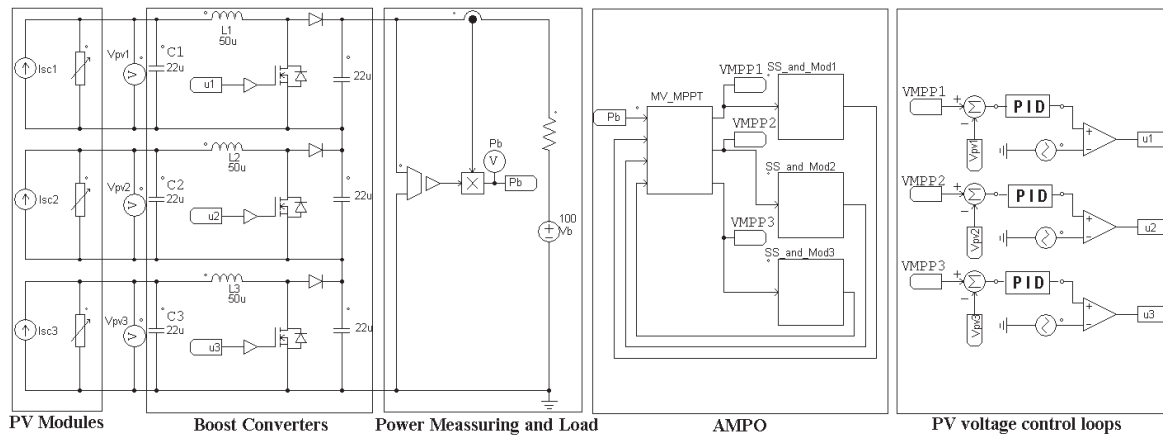 Isc1
Vpv1
C1
22u
L1
50u
u1
22u
Isc2
Vpv2
C2
22u
L2
50u
u2
22u
Isc3
Vpv3
C3
22u
L3
50u
u3
22u
PV Modules
Boost Converters
V
V
V
Pb
V
Pb
100
Vb
Power Meassuring and Load
Pb
MV_MPPT
VMPP1
VMPP2
VMPP3
SS_and_Mod1
SS_and_Mod2
SS_and_Mod3
AMPO
VMPP1
Vpv1
PID
u1
VMPP2
Vpv2
PID
u2
VMPP3
Vpv3
PID
u3
PV voltage control loops